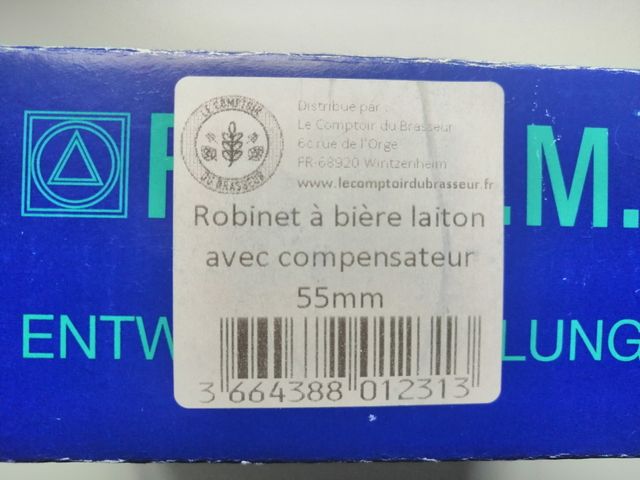 LE COMPTOIR
DU BRASSEUR
Distribué par :
Le Comptoir du Brasseur
6c rue de l'Orge
FR-68920 Wintzenheim
www.lecomptoirdubrasseur.fr
Robinet à bière laiton
avec compensateur
55mm
3 664388 012313
.M.
ENTW
LUNG